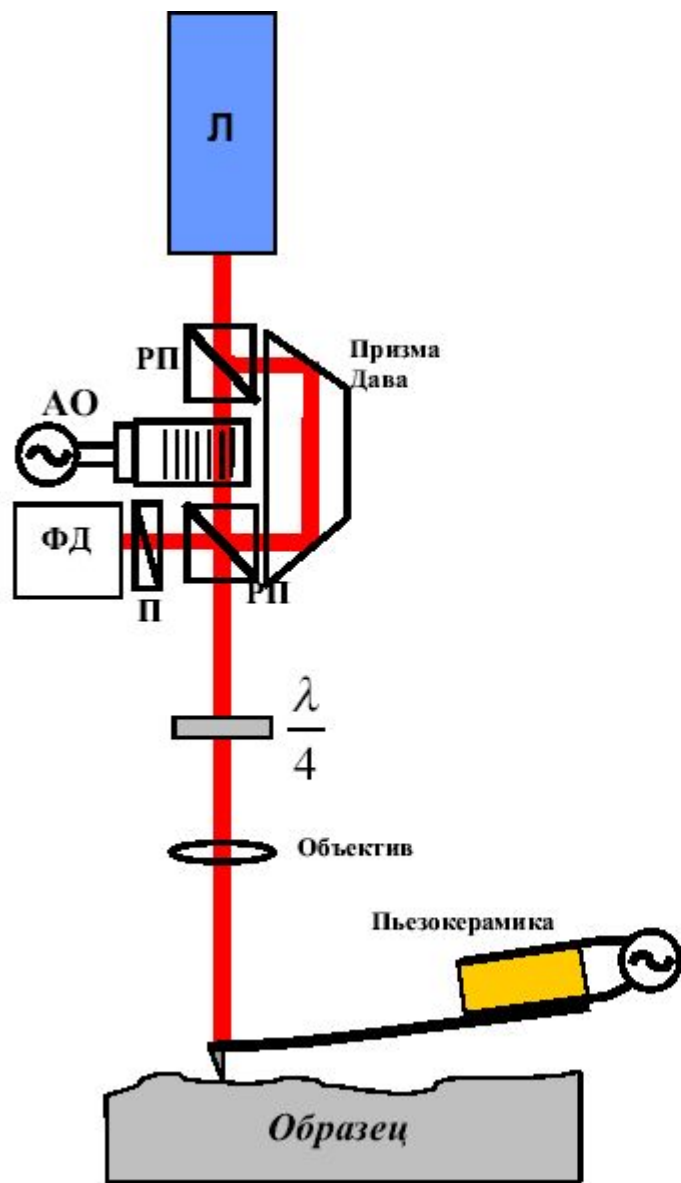 Л
РП
Призма
Дава
АО
ФД
П
РП
λ
4
Объектив
Пьезокерамика
Образец